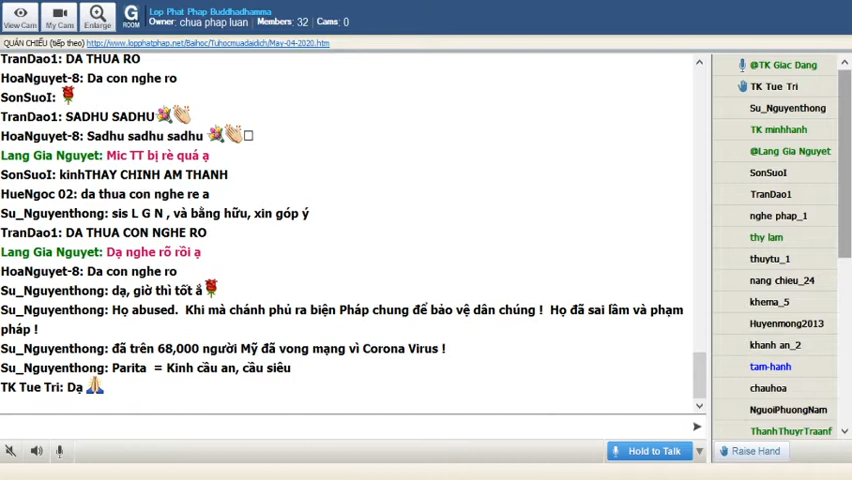 View Cam
My Cam
Enlarge
G
ROOM
Lop Phat Phap Buddhadhamma
Owner: chua phap luan Members: 32 Cams: 0
QUÁN CHIẾU (tiếp theo) http://www.lopphatphap.net/Baihoc/Tuhocmuadaidich/May-04-2020.htm
TranDao1: DA THUA RO
HoaNguyet-8: Da con nghe ro
SonSuoI:
TranDao1: SADHU SADHU
HoaNguyet-8: Sadhu sadhu sadhu
Lang Gia Nguyet: Mic TT bị rè quá ạ
SonSuoI: kinhTHAY CHINH AM THANH
HueNgoc 02: da thua con nghe re a
Su_Nguyenthong: sis L G N , và bằng hữu, xin góp ý
TranDao1: DA THUA CON NGHE RO
Lang Gia Nguyet: Dạ nghe rõ rồi ạ
HoaNguyet-8: Da con nghe ro
Su_Nguyenthong: dạ, giờ thì tốt ắ
Su_Nguyenthong: Họ abused. Khi mà chánh phủ ra biện Pháp chung để bảo vệ dân chúng ! Họ đã sai lầm và phạm
pháp !
Su_Nguyenthong: đã trên 68,000 người Mỹ đã vong mạng vì Corona Virus !
Su_Nguyenthong: Parita = Kinh cầu an, cầu siêu
TK Tue Tri: Dạ
@TK Giac Dang
TK Tue Tri
Su_Nguyenthong
TK minhhanh
@Lang Gia Nguyet
SonSuoI
TranDao1
nghe phap_1
thy lam
thuytu_1
nang chieu_24
khema_5
Huyenmong2013
khanh an_2
tam-hanh
chauhoa
NguoiPhuongNam
ThanhThuyrTraanf
Hold to Talk
Raise Hand